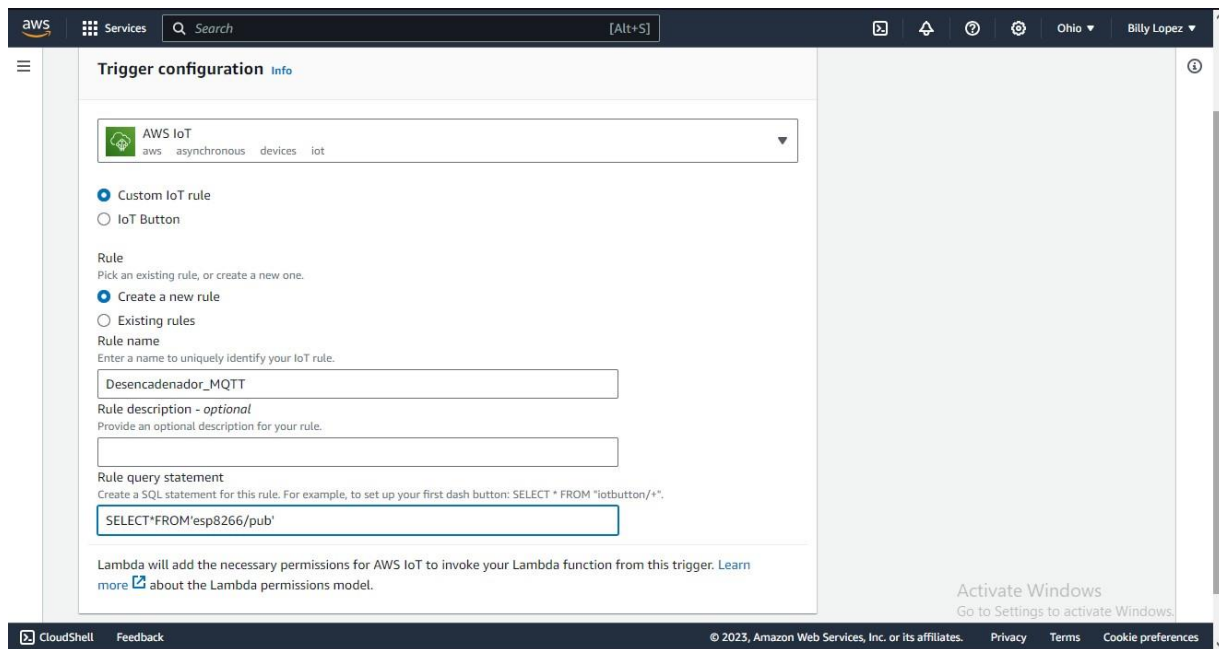 aws
Services
Search [Alt+S]
Ohio ▼
Billy Lopez ▼
Trigger configuration Info
AWS IoT
aws asynchronous devices iot
Custom IoT rule
IoT Button
Rule
Pick an existing rule, or create a new one.
Create a new rule
Existing rules
Rule name
Enter a name to uniquely identify your IoT rule.
Desencadenador_MQTT
Rule description - optional
Provide an optional description for your rule.
Rule query statement
Create a SQL statement for this rule. For example, to set up your first dash button: SELECT * FROM "iotbutton/+".
SELECT*FROM'esp8266/pub'
Lambda will add the necessary permissions for AWS IoT to invoke your Lambda function from this trigger. Learn
more about the Lambda permissions model.
Activate Windows
Go to Settings to activate Windows.
CloudShell Feedback © 2023, Amazon Web Services, Inc. or its affiliates. Privacy Terms Cookie preferences